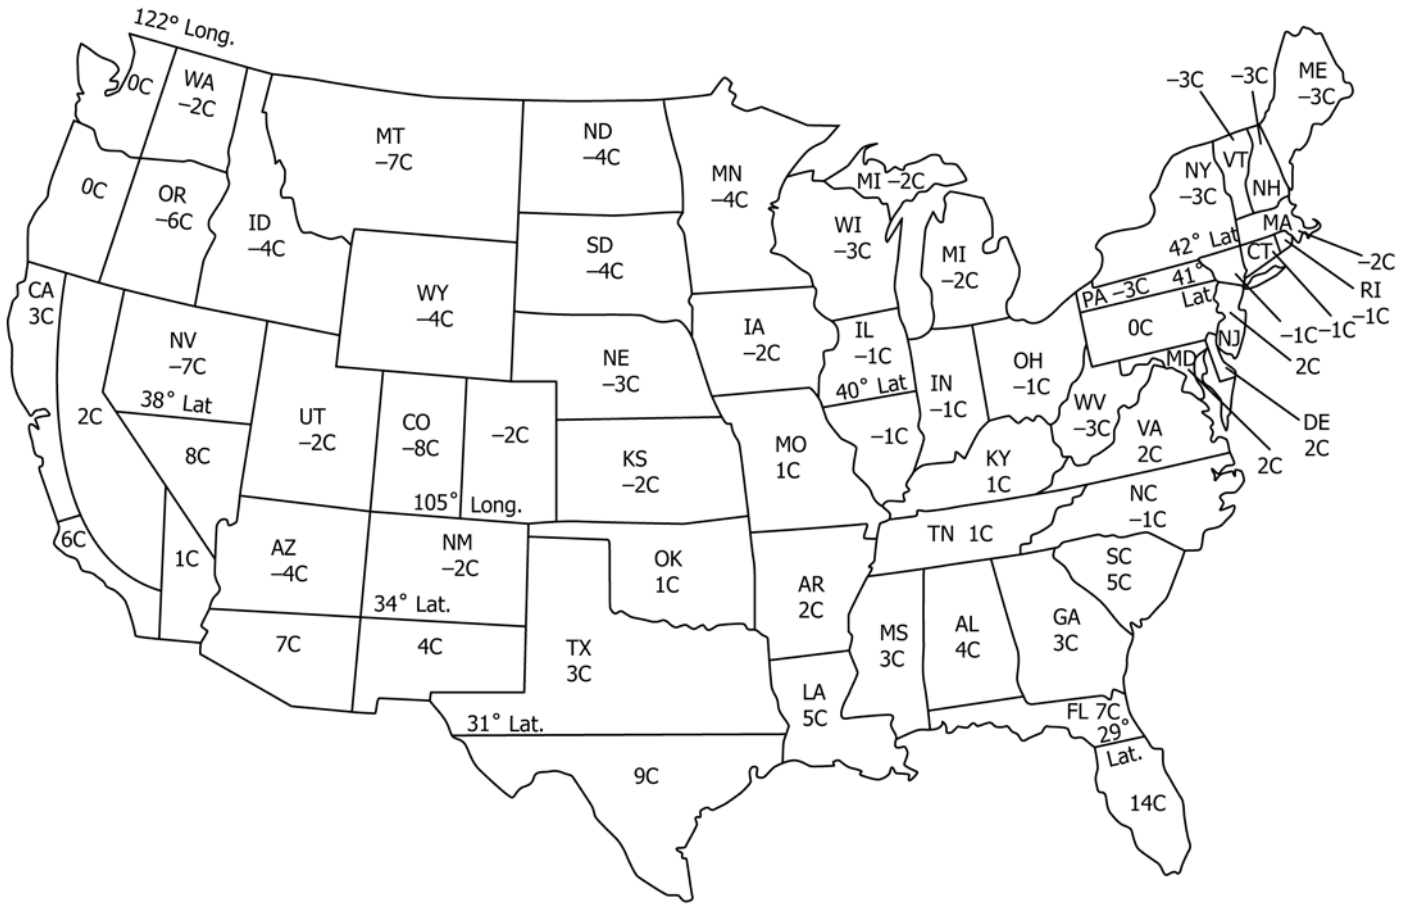 122° Long.
0C
WA
–2C
MT
–7C
ND
–4C
MN
–4C
MI –2C
WI
–3C
MI
–2C
–3C
–3C
ME
–3C
NY
–3C
VT
NH
MA
42° Lat
CT
–2C
RI
–1C
–1C
–1C
0C
OR
–6C
ID
–4C
WY
–4C
SD
–4C
NE
–3C
IA
–2C
IL
–1C
40° Lat
–1C
IN
–1C
OH
–1C
PA –3C
41°
Lat
0C
NJ
2C
MD
2C
DE
2C
WV
–3C
VA
2C
CA
3C
2C
6C
1C
NV
–7C
38° Lat
8C
UT
–2C
CO
–8C
–2C
105° Long.
KS
–2C
MO
1C
KY
1C
NC
–1C
TN 1C
AZ
–4C
7C
NM
–2C
34° Lat.
4C
OK
1C
AR
2C
SC
5C
MS
3C
AL
4C
GA
3C
TX
3C
31° Lat.
9C
LA
5C
FL 7C
29°
Lat.
14C